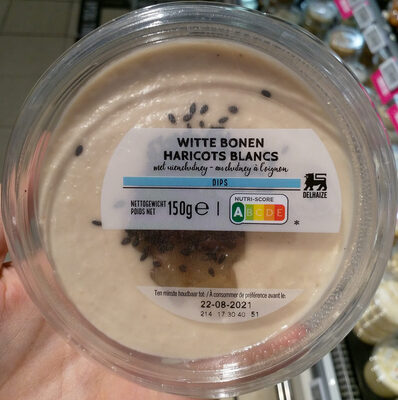 WITTE BONEN
HARICOTS BLANCS
met uienchutney - au chutney à l'oignon
DIPS
DELHAIZE
NETTOGEWICHT
POIDS NET
150g e
NUTRI-SCORE
A B C D E
*
Ten minste houdbaar tot: / À consommer de préférence avant le:
22-08-2021
214 17:30 40 51